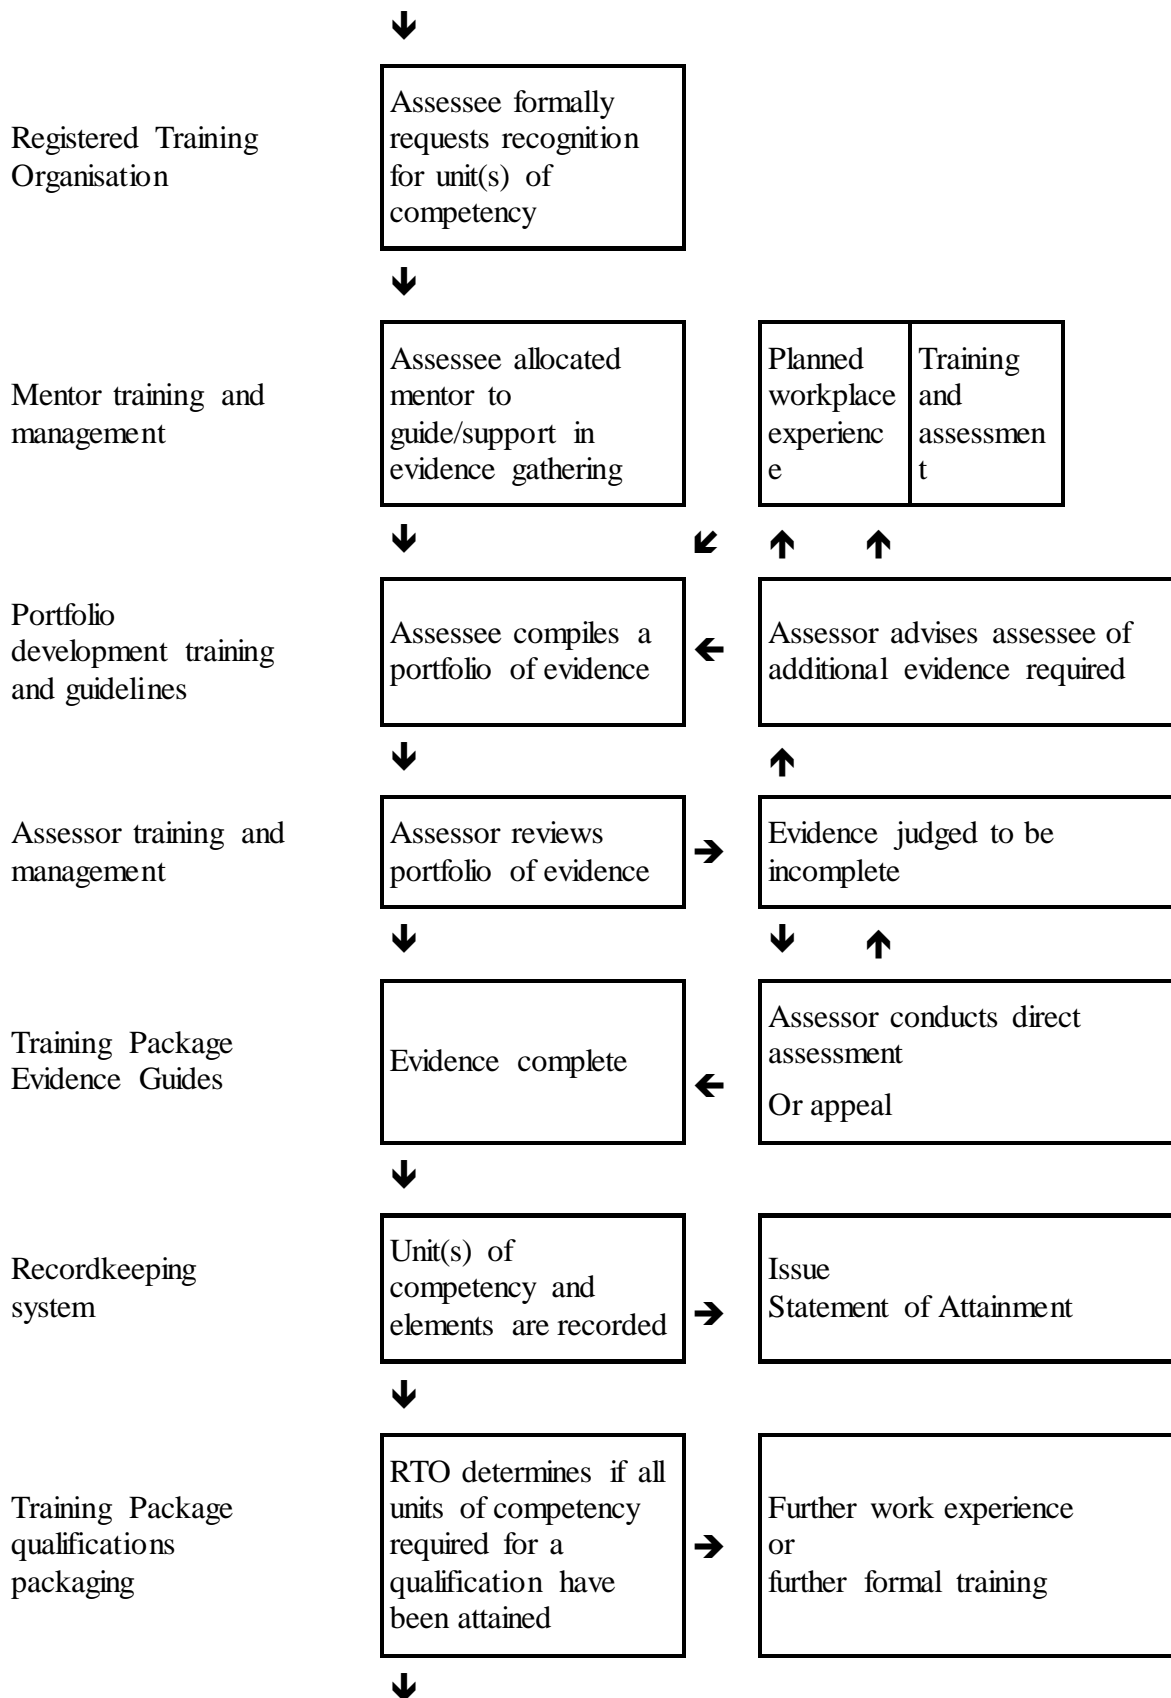 Registered Training
Organisation
Assessee formally
requests recognition
for unit(s) of
competency
Mentor training and
management
Assessee allocated
mentor to
guide/support in
evidence gathering
Planned
workplace
experienc
e
Training
and
assessmen
t
Portfolio
development training
and guidelines
Assessee compiles a
portfolio of evidence
Assessor advises assessee of
additional evidence required
Assessor training and
management
Assessor reviews
portfolio of evidence
Evidence judged to be
incomplete
Training Package
Evidence Guides
Evidence complete
Assessor conducts direct
assessment
Or appeal
Recordkeeping
system
Unit(s) of
competency and
elements are recorded
Issue
Statement of Attainment
Training Package
qualifications
packaging
RTO determines if all
units of competency
required for a
qualification have
been attained
Further work experience
or
further formal training